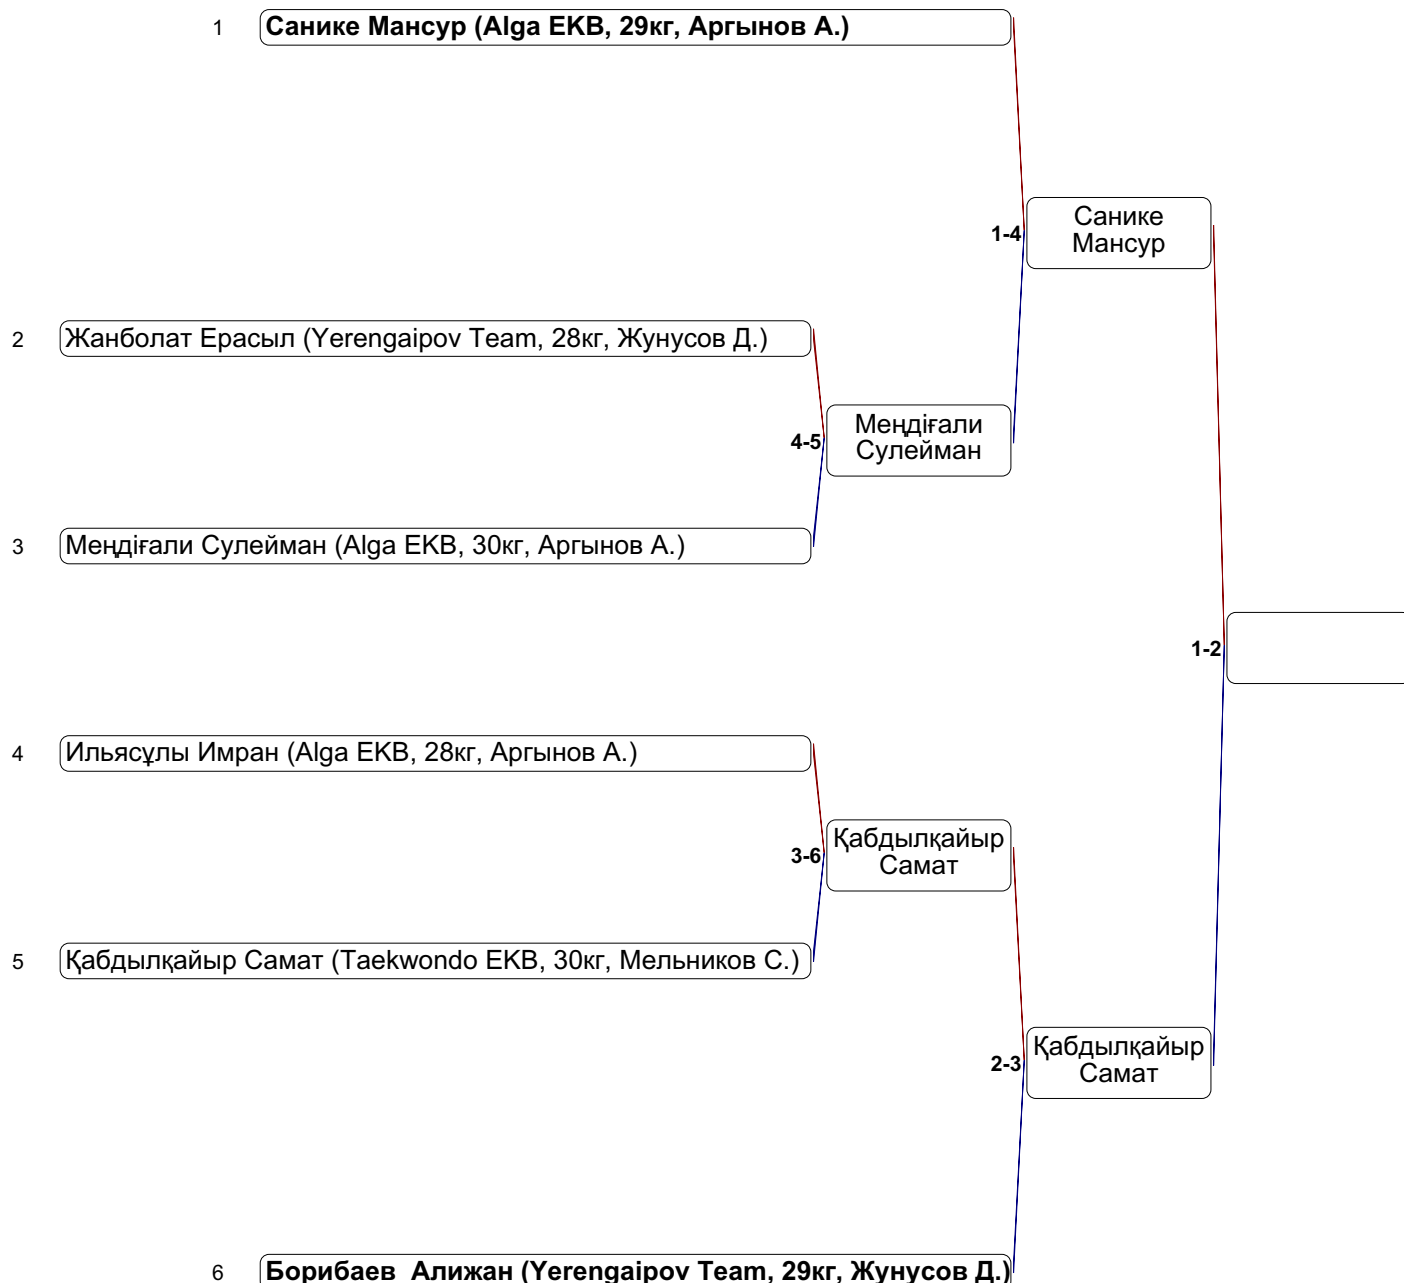 1 Санике Мансур (Alga EKB, 29кг, Аргынов А.)
1-4
Санике
Мансур
2 Жанболат Ерасыл (Yerengaipov Team, 28кг, Жунусов Д.)
4-5
Меңдіғали
Сулейман
3 Меңдіғали Сулейман (Alga EKB, 30кг, Аргынов А.)
1-2
4 Ильясұлы Имран (Alga EKB, 28кг, Аргынов А.)
3-6
Қабдылқайыр
Самат
5 Қабдылқайыр Самат (Taekwondo EKB, 30кг, Мельников С.)
2-3
Қабдылқайыр
Самат
6 Борибаев  Алижан (Yerengaipov Team, 29кг, Жунусов Д.)